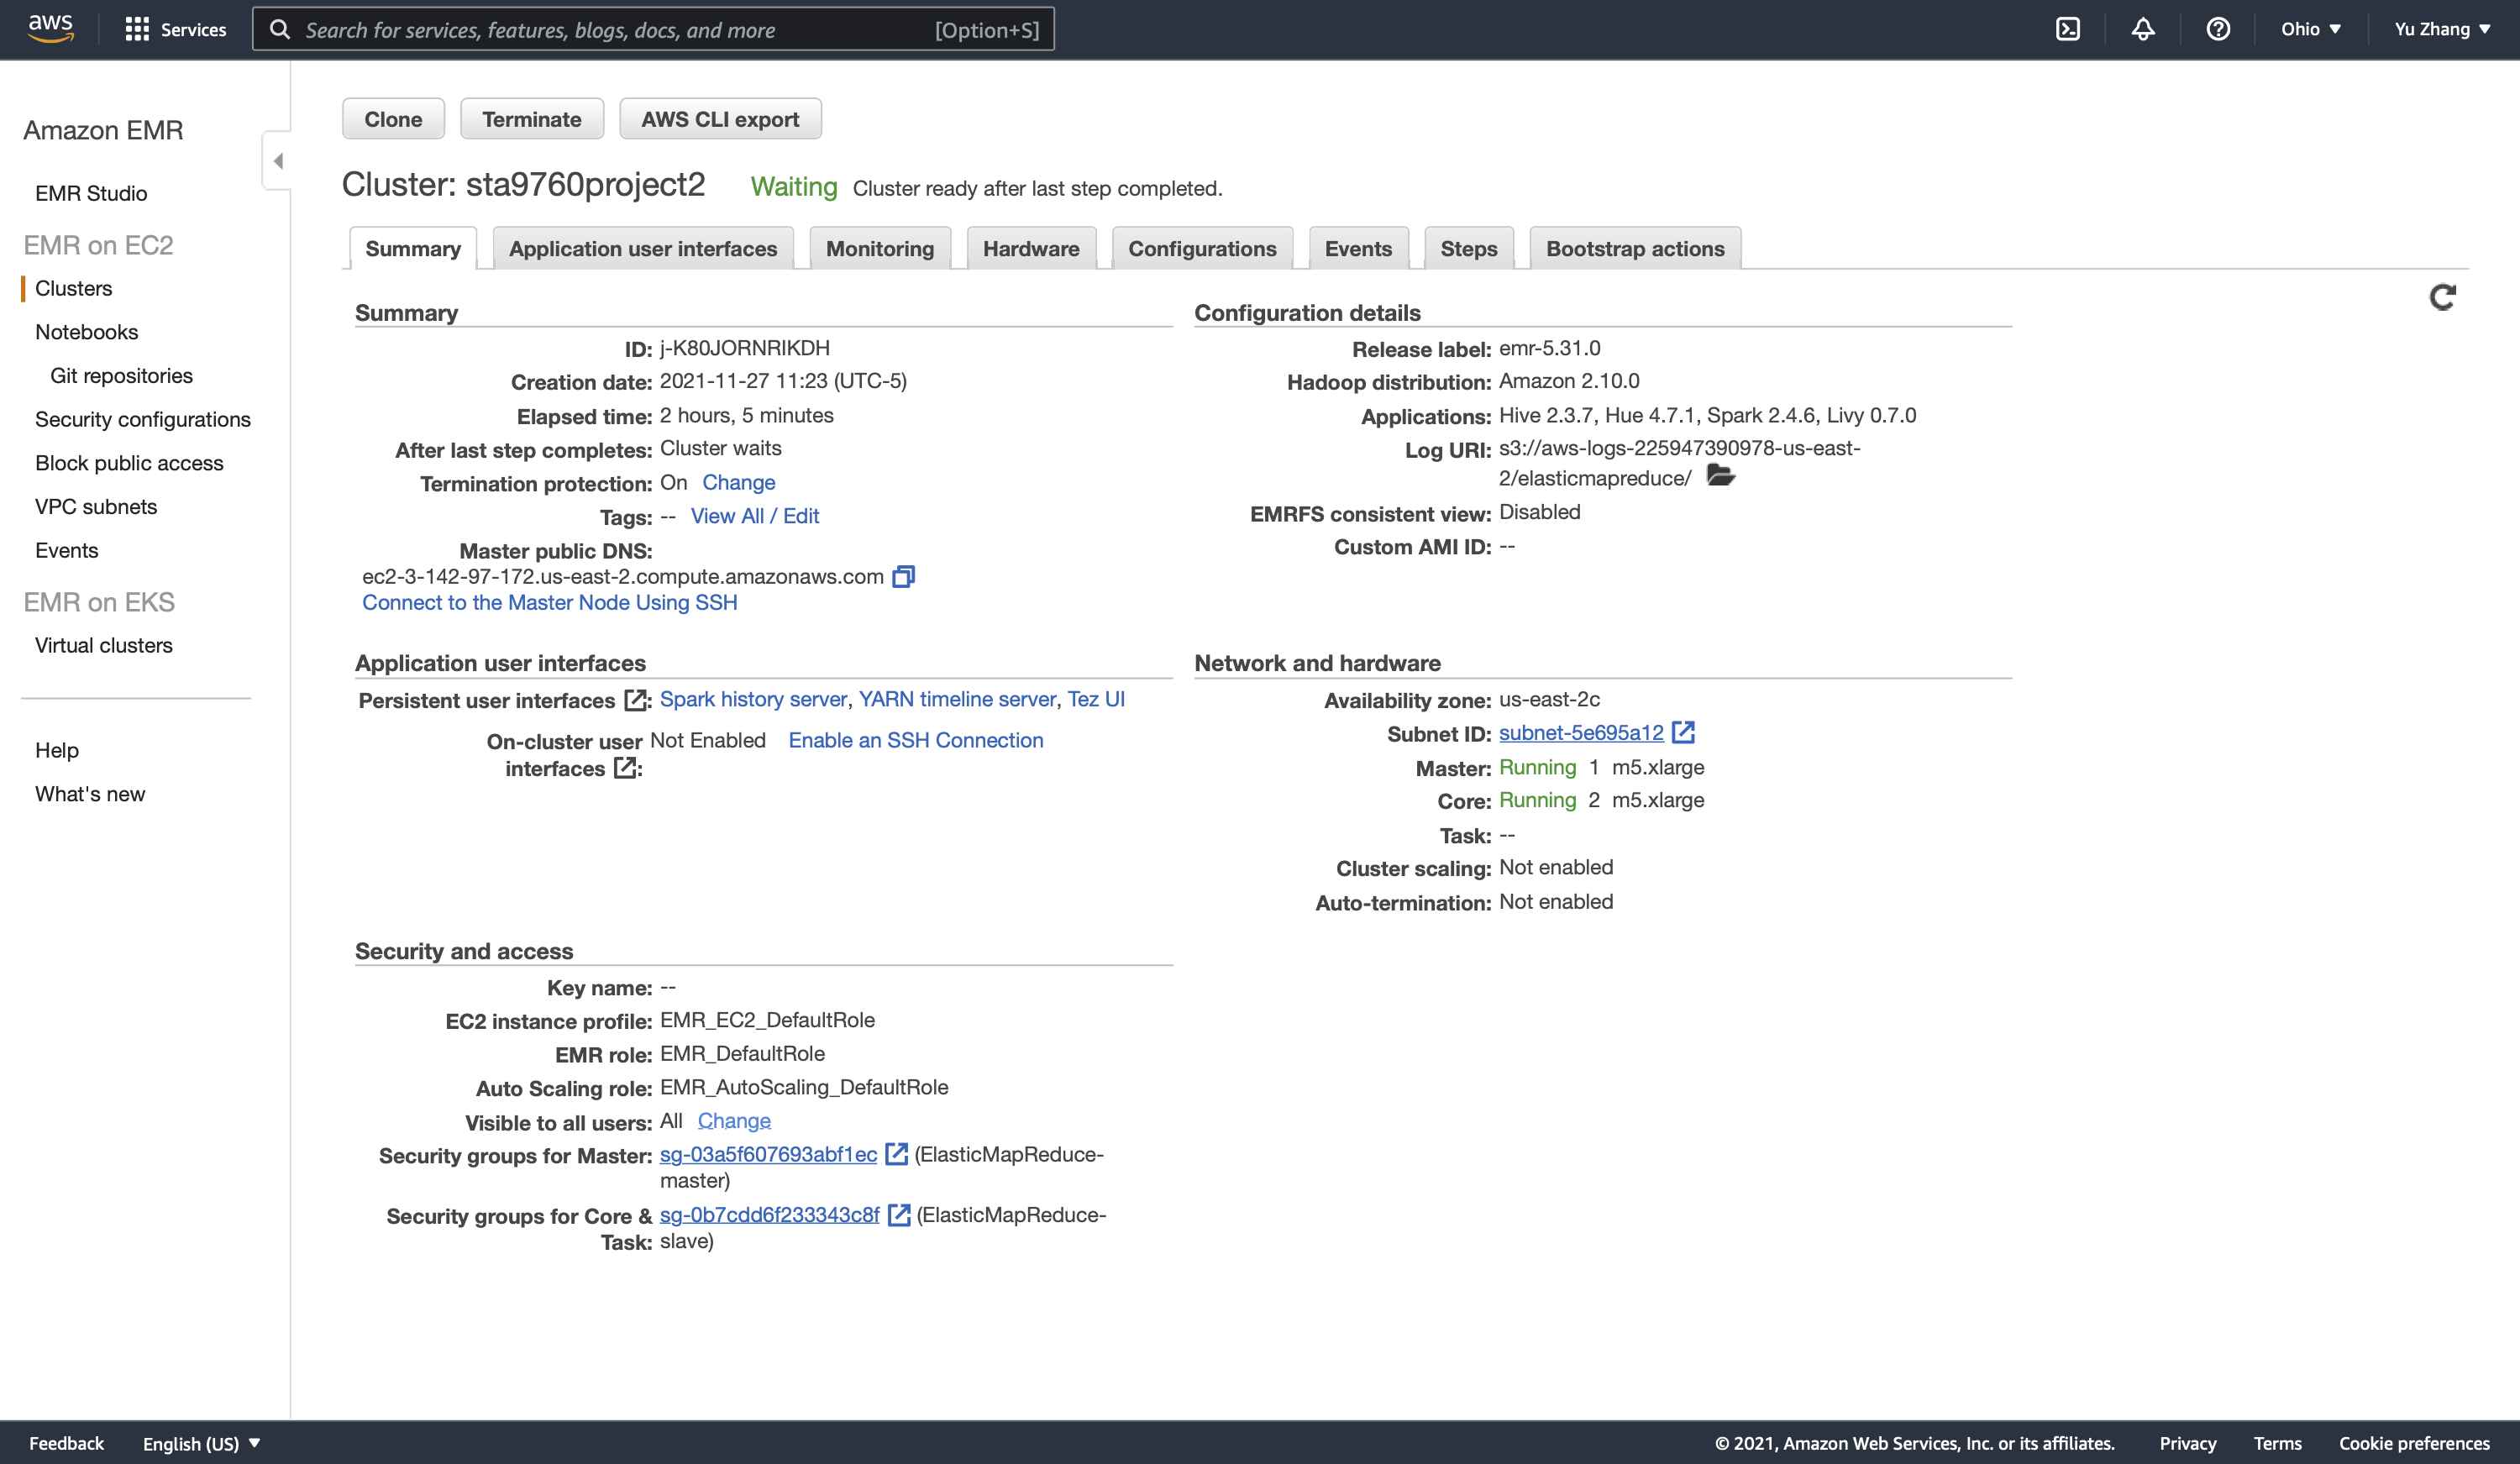 aws Services Search for services, features, blogs, docs, and more [Option+S] Ohio Yu Zhang
Amazon EMR
EMR Studio
EMR on EC2
Clusters
Notebooks
Git repositories
Security configurations
Block public access
VPC subnets
Events
EMR on EKS
Virtual clusters
Help
What's new
Clone Terminate AWS CLI export
Cluster: sta9760project2 Waiting Cluster ready after last step completed.
Summary Application user interfaces Monitoring Hardware Configurations Events Steps Bootstrap actions
Summary
ID: j-K80JORNRIKDH
Creation date: 2021-11-27 11:23 (UTC-5)
Elapsed time: 2 hours, 5 minutes
After last step completes: Cluster waits
Termination protection: On Change
Tags: -- View All / Edit
Master public DNS:
ec2-3-142-97-172.us-east-2.compute.amazonaws.com
Connect to the Master Node Using SSH
Configuration details
Release label: emr-5.31.0
Hadoop distribution: Amazon 2.10.0
Applications: Hive 2.3.7, Hue 4.7.1, Spark 2.4.6, Livy 0.7.0
Log URI: s3://aws-logs-225947390978-us-east-
2/elasticmapreduce/
EMRFS consistent view: Disabled
Custom AMI ID: --
Application user interfaces
Persistent user interfaces : Spark history server, YARN timeline server, Tez UI
On-cluster user Not Enabled Enable an SSH Connection
interfaces :
Network and hardware
Availability zone: us-east-2c
Subnet ID: subnet-5e695a12
Master: Running 1 m5.xlarge
Core: Running 2 m5.xlarge
Task: --
Cluster scaling: Not enabled
Auto-termination: Not enabled
Security and access
Key name: --
EC2 instance profile: EMR_EC2_DefaultRole
EMR role: EMR_DefaultRole
Auto Scaling role: EMR_AutoScaling_DefaultRole
Visible to all users: All Change
Security groups for Master: sg-03a5f607693abf1ec (ElasticMapReduce-
master)
Security groups for Core & sg-0b7cdd6f233343c8f (ElasticMapReduce-
Task: slave)
Feedback English (US) © 2021, Amazon Web Services, Inc. or its affiliates. Privacy Terms Cookie preferences